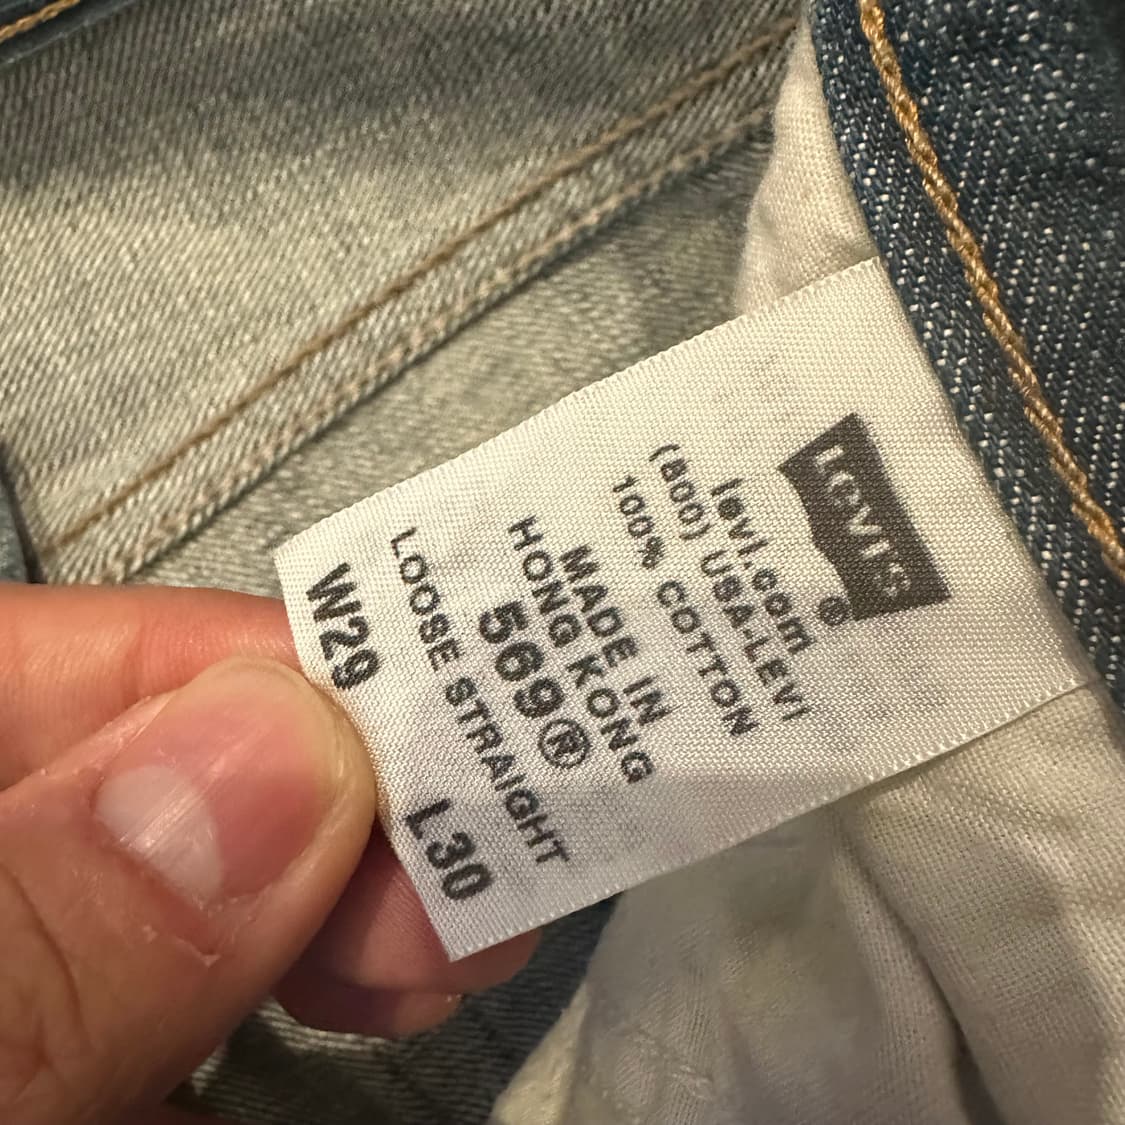 Levi's®
levi.com
(800) USA-LEVI
100% COTTON
MADE IN
HONG KONG
569®
LOOSE STRAIGHT
W29 L30